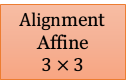 Alignment
Affine
3 × 3